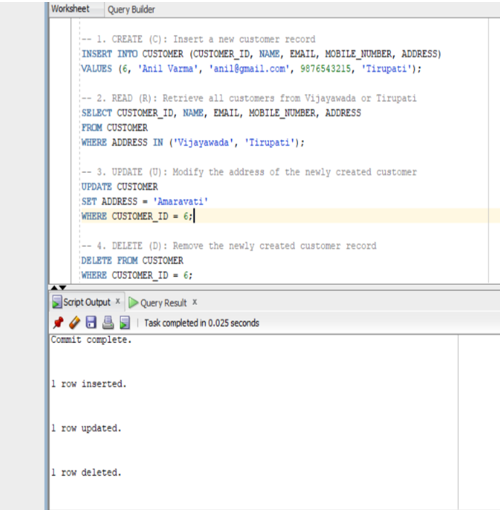 Worksheet Query Builder
-- 1. CREATE (C): Insert a new customer record
INSERT INTO CUSTOMER (CUSTOMER_ID, NAME, EMAIL, MOBILE_NUMBER, ADDRESS)
VALUES (6, 'Anil Varma', 'anil@gmail.com', 9876543215, 'Tirupati');
-- 2. READ (R): Retrieve all customers from Vijayawada or Tirupati
SELECT CUSTOMER_ID, NAME, EMAIL, MOBILE_NUMBER, ADDRESS
FROM CUSTOMER
WHERE ADDRESS IN ('Vijayawada', 'Tirupati');
-- 3. UPDATE (U): Modify the address of the newly created customer
UPDATE CUSTOMER
SET ADDRESS = 'Amaravati'
WHERE CUSTOMER_ID = 6;
-- 4. DELETE (D): Remove the newly created customer record
DELETE FROM CUSTOMER
WHERE CUSTOMER_ID = 6;
Script Output x Query Result x
Task completed in 0.025 seconds
Commit complete.
1 row inserted.
1 row updated.
1 row deleted.